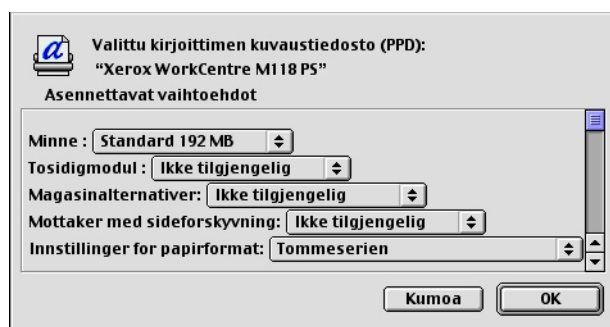 Valittu kirjoittimen kuvaustiedosto (PPD):
“Xerox WorkCentre M118 PS”
Asennettavat vaihtoehdot
Minne : Standard 192 MB
Tosidigmodul : Ikke tilgjengelig
Magasinalternativer: Ikke tilgjengelig
Mottaker med sideforskyvning: Ikke tilgjengelig
Innstillinger for papirformat: Tommeserien
Kumoa OK